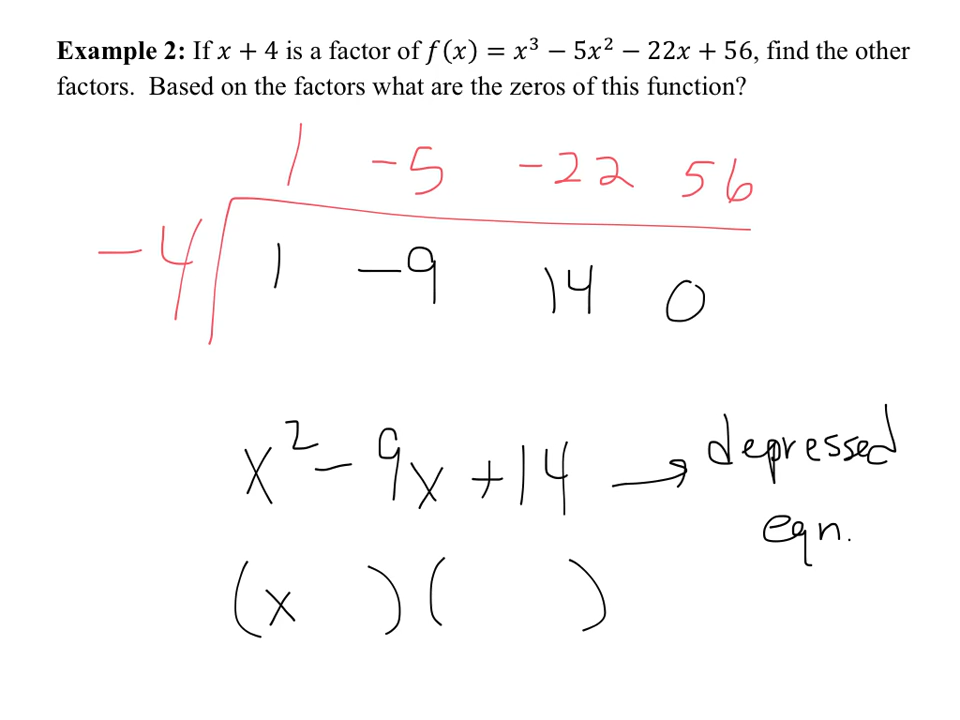 Example 2: If x + 4 is a factor of f(x) = x³ − 5x² − 22x + 56, find the other
factors. Based on the factors what are the zeros of this function?
1 -5 -22 56
-4 1 -9 14 0
x² - 9x + 14 → depressed
eqn.
(x )( )